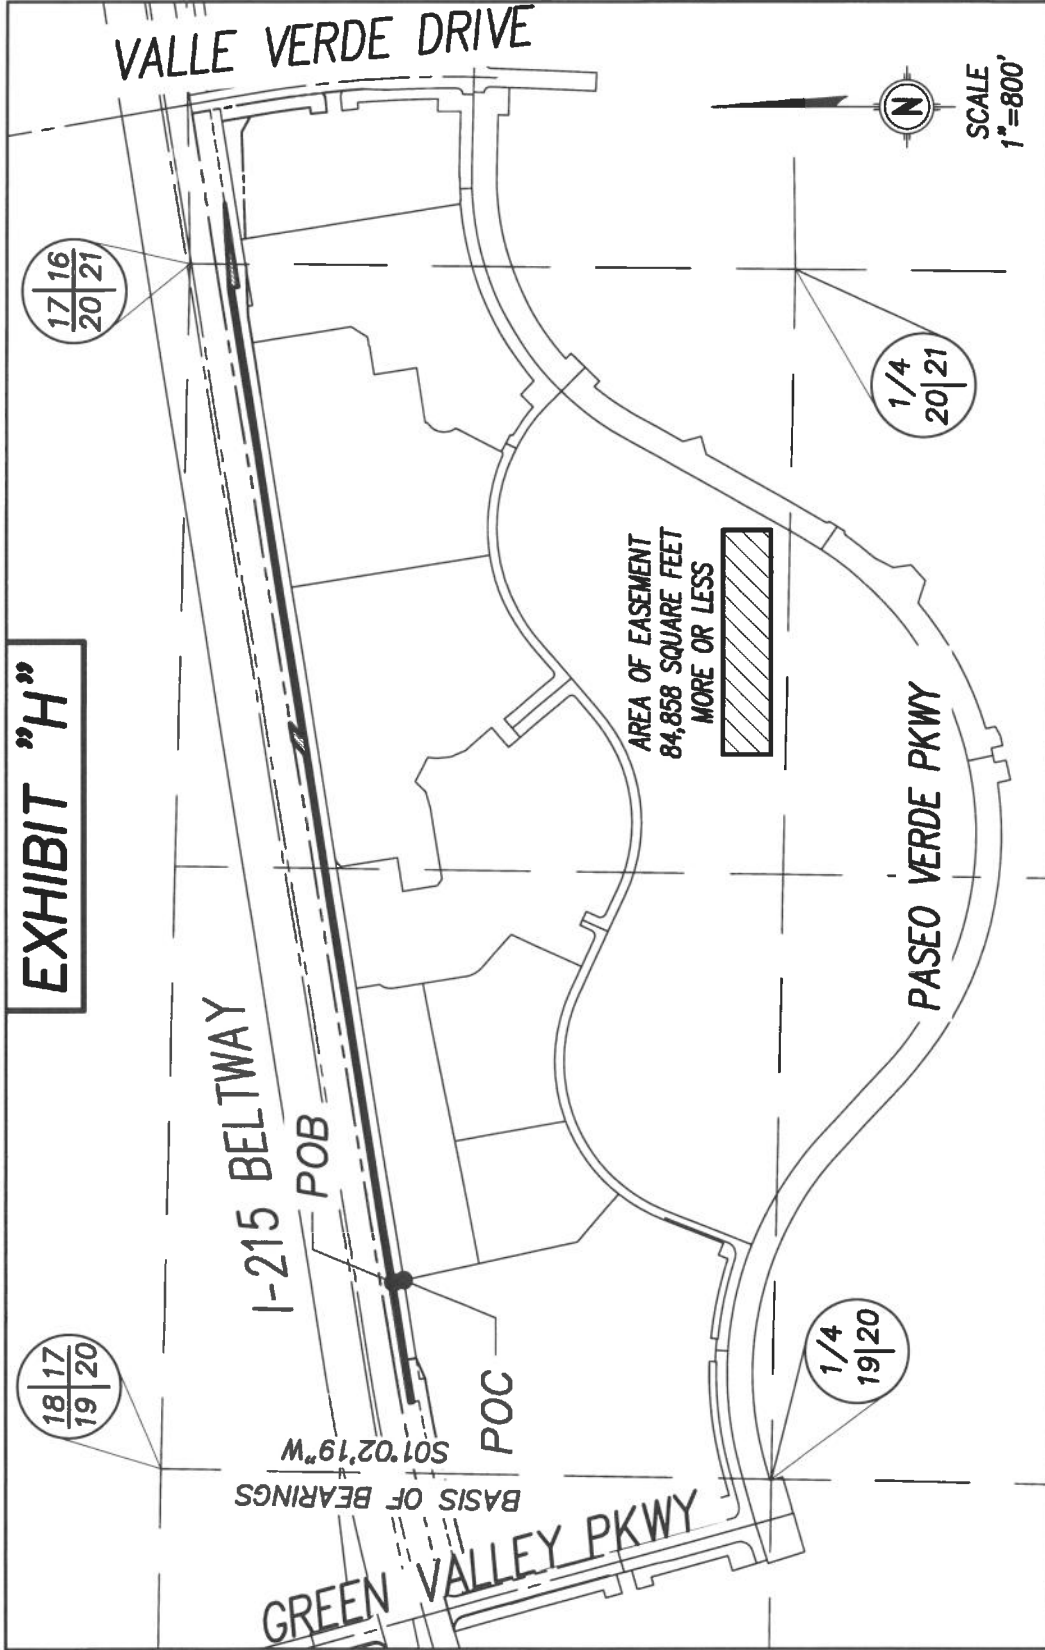 EXHIBIT "H"
18 | 17
19 | 20
17 | 16
20 | 21
VALLE VERDE DRIVE
I-215 BELTWAY
POB
BASIS OF BEARINGS
S01°02'19"W
POC
GREEN VALLEY PKWY
AREA OF EASEMENT
84,858 SQUARE FEET
MORE OR LESS
1/4
19 | 20
1/4
20 | 21
PASEO VERDE PKWY
N
SCALE
1"=800'